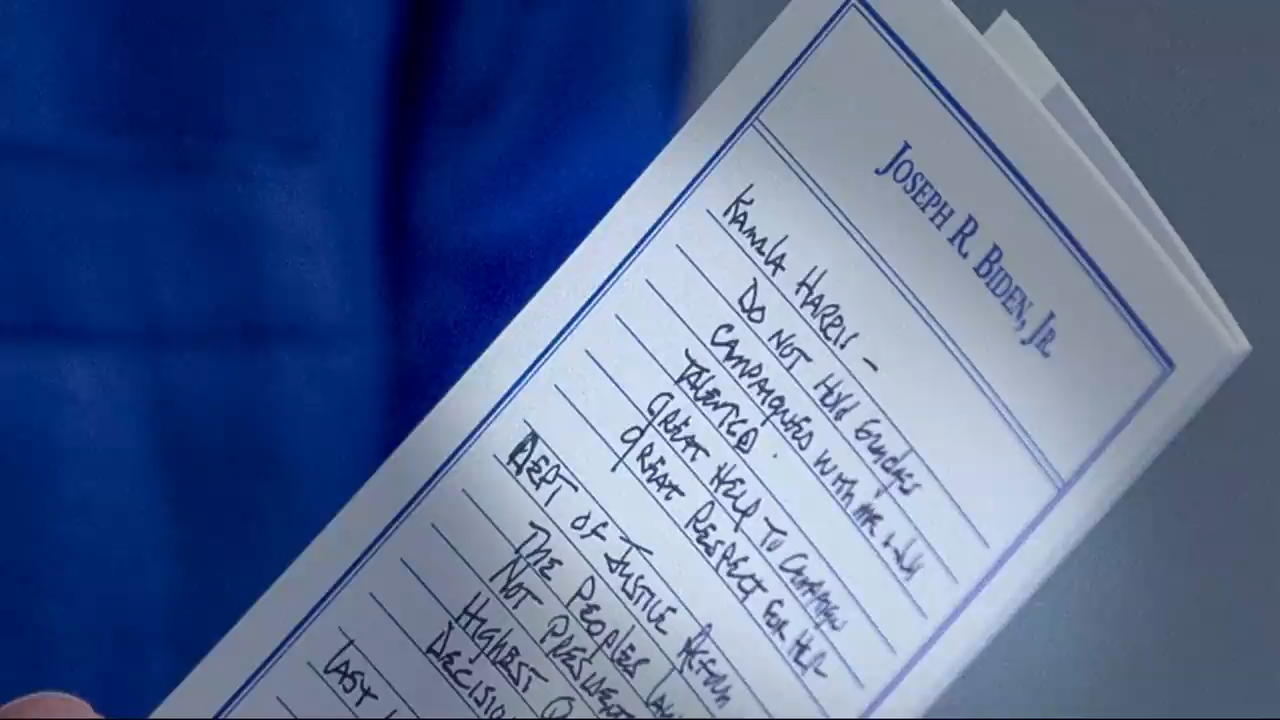 JOSEPH R. BIDEN, JR.
KAMALA HARRIS -
DO NOT HOLD GRUDGES
CAMPAIGNED WITH ME & JILL
TALENTED.
GREAT HELP TO CAMPAIGN
GREAT RESPECT FOR HER
DEPT OF JUSTICE
THE PEOPLES
NOT PRESIDENT
HIGHEST
DECISION
LAST